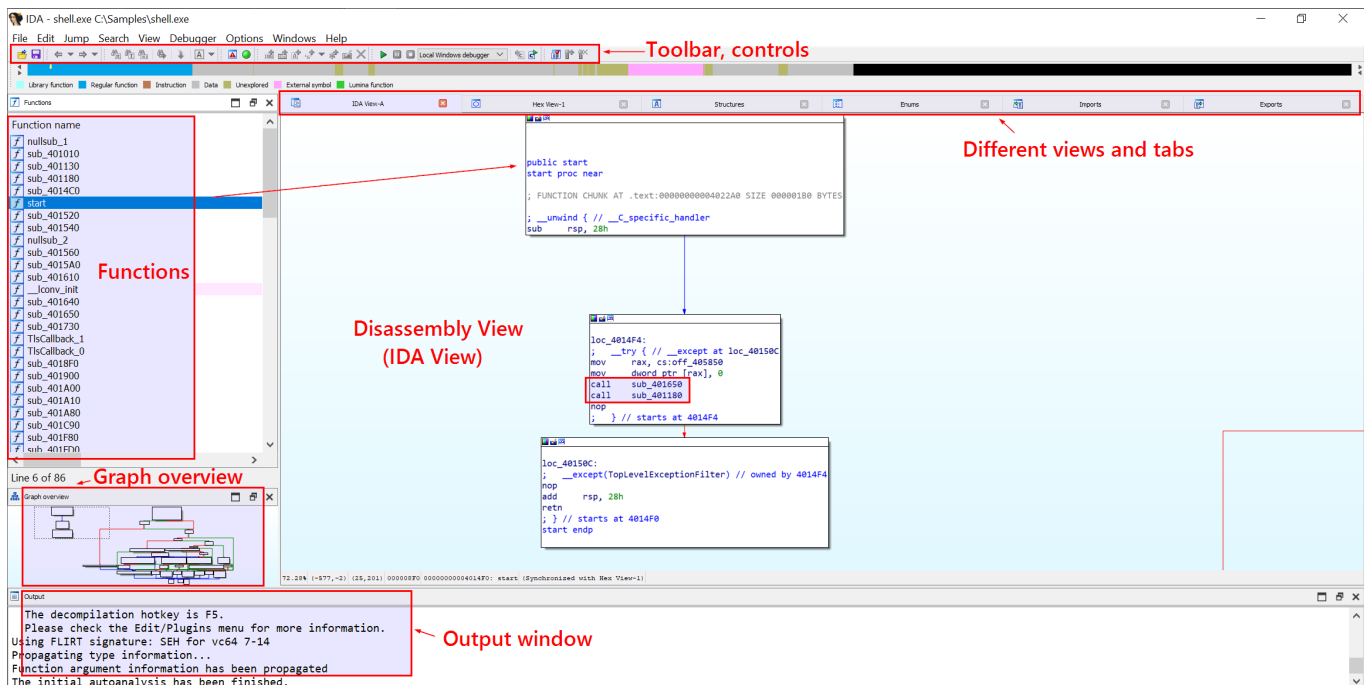 IDA - shell.exe C:\Samples\shell.exe
File Edit Jump Search View Debugger Options Windows Help
Local Windows debugger
Toolbar, controls
Library function Regular function Instruction Data Unexplored External symbol Lumina function
Functions
IDA View-A Hex View-1 Structures Enums Imports Exports
Different views and tabs
Function name
nullsub_1
sub_401010
sub_401130
sub_401180
sub_4014C0
start
sub_401520
sub_401540
nullsub_2
sub_401560
sub_4015A0
sub_401610
__lconv_init
sub_401640
sub_401650
sub_401730
TlsCallback_1
TlsCallback_0
sub_4018F0
sub_401900
sub_401A00
sub_401A10
sub_401A80
sub_401C90
sub_401F80
sub_401FD0
Functions
Line 6 of 86
Graph overview
Graph overview
public start
start proc near
; FUNCTION CHUNK AT .text:00000000004022A0 SIZE 000001B0 BYTES
; __unwind { // __C_specific_handler
sub rsp, 28h
Disassembly View
(IDA View)
loc_4014F4:
; __try { // __except at loc_40150C
mov rax, cs:off_405850
mov dword ptr [rax], 0
call sub_401650
call sub_401180
nop
; } // starts at 4014F4
loc_40150C:
; __except(TopLevelExceptionFilter) // owned by 4014F4
nop
add rsp, 28h
retn
; } // starts at 4014F0
start endp
72.28% (-577,-2) (25,201) 000008F0 00000000004014F0: start (Synchronized with Hex View-1)
Output
The decompilation hotkey is F5.
Please check the Edit/Plugins menu for more information.
Using FLIRT signature: SEH for vc64 7-14
Propagating type information...
Function argument information has been propagated
The initial autoanalysis has been finished.
Output window